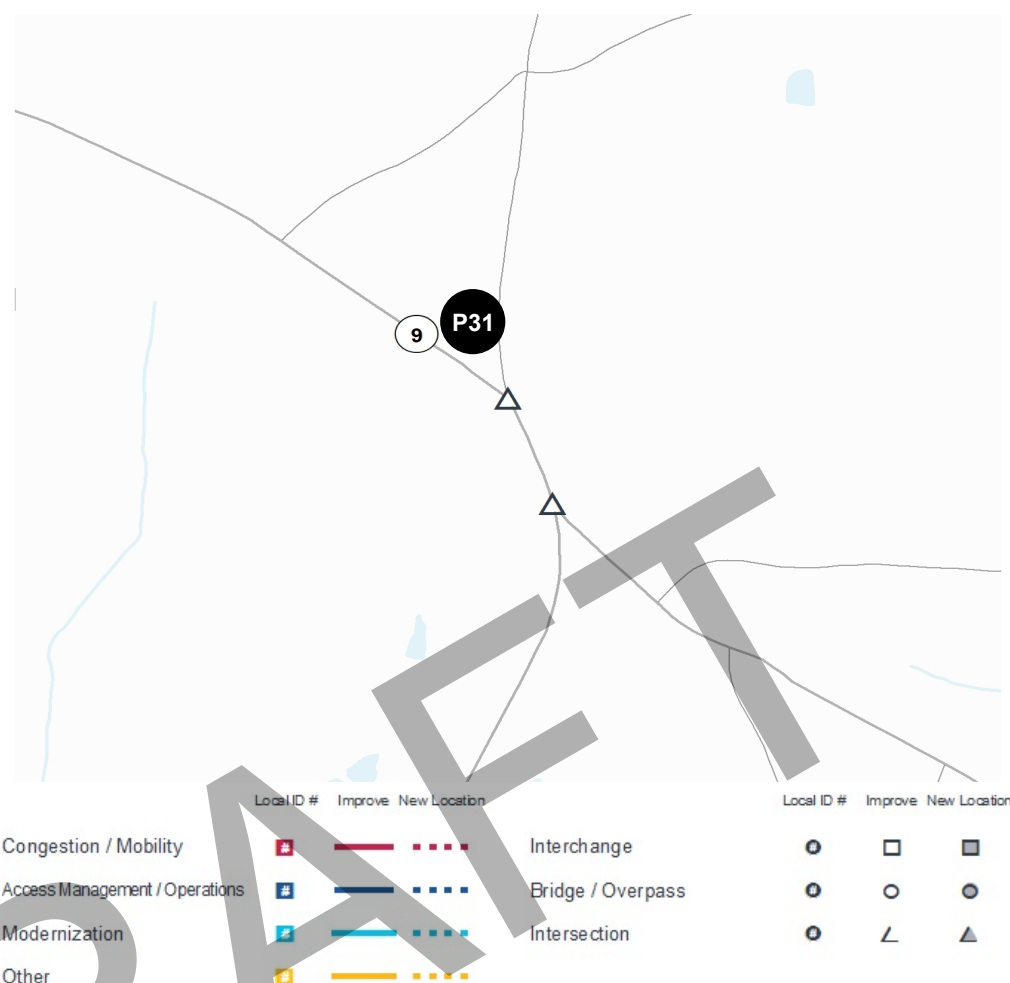 P31
9
Local ID # Improve New Location Local ID # Improve New Location
Congestion / Mobility # Interchange #
Access Management / Operations # Bridge / Overpass #
Modernization # Intersection #
Other #
DRAFT